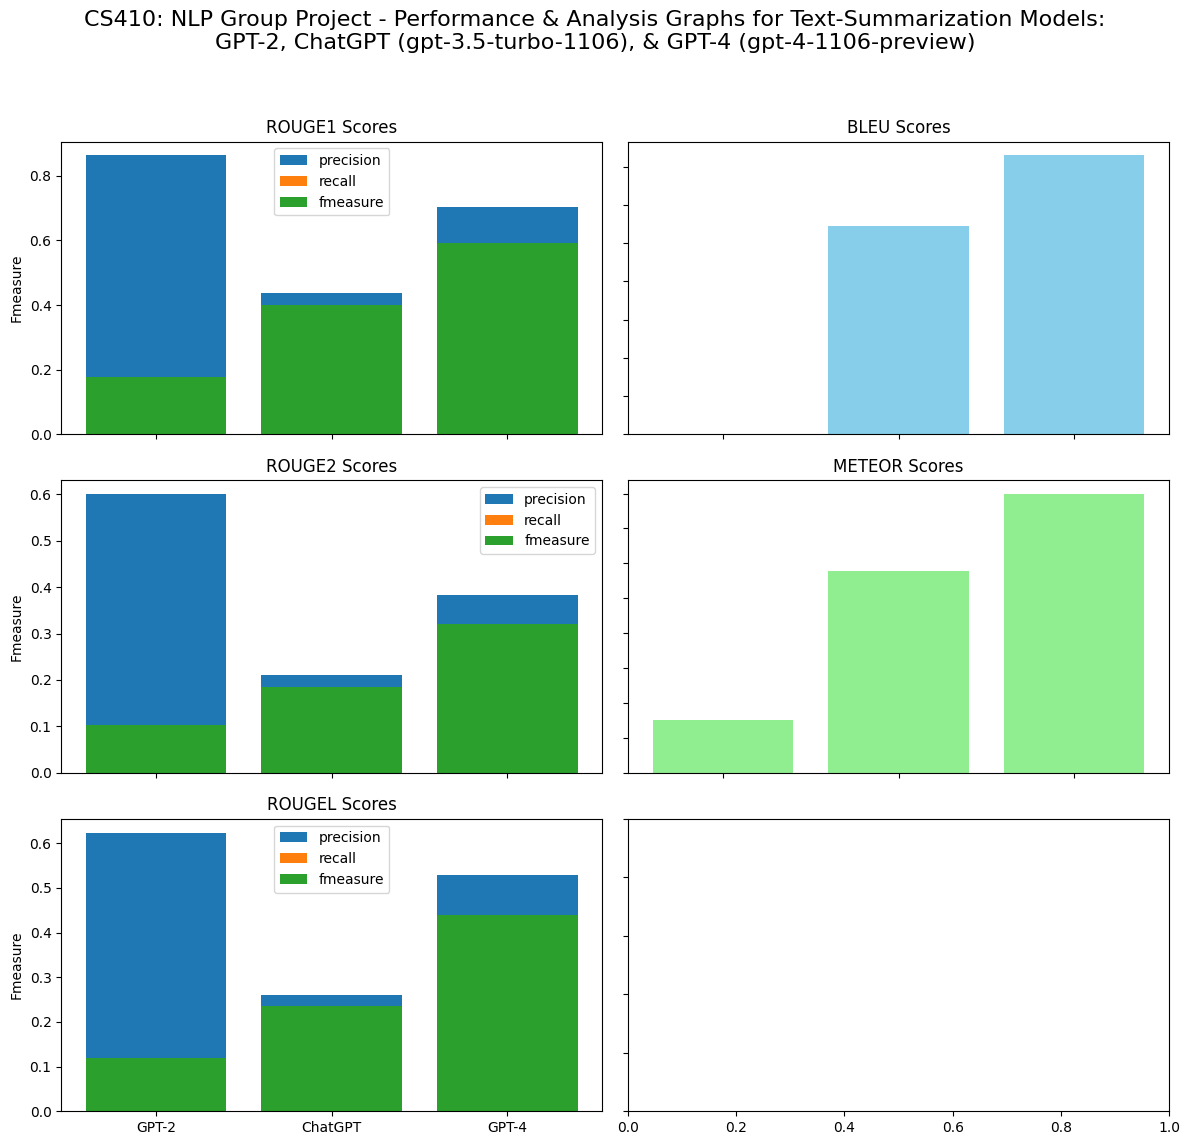 CS410: NLP Group Project - Performance & Analysis Graphs for Text-Summarization Models:
GPT-2, ChatGPT (gpt-3.5-turbo-1106), & GPT-4 (gpt-4-1106-preview)
ROUGE1 Scores
Fmeasure
0.8
0.6
0.4
0.2
0.0
precision
recall
fmeasure
BLEU Scores
ROUGE2 Scores
Fmeasure
0.6
0.5
0.4
0.3
0.2
0.1
0.0
precision
recall
fmeasure
METEOR Scores
ROUGEL Scores
Fmeasure
0.6
0.5
0.4
0.3
0.2
0.1
0.0
precision
recall
fmeasure
GPT-2 ChatGPT GPT-4
0.0 0.2 0.4 0.6 0.8 1.0